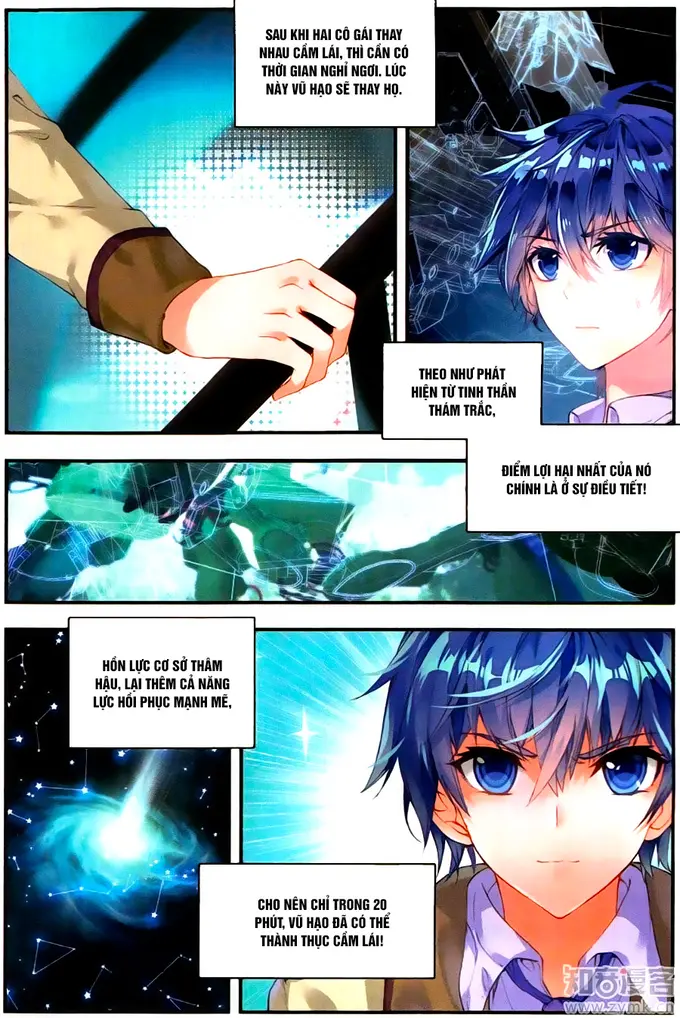 SAU KHI HAI CÔ GÁI THAY
NHAU CẦM LÁI, THÌ CẦN CÓ
THỜI GIAN NGHỈ NGƠI. LÚC
NÀY VŨ HẠO SẼ THAY HỌ.
THEO NHƯ PHÁT
HIỆN TỪ TINH THẦN
THÁM TRẮC,
ĐIỂM LỢI HẠI NHẤT CỦA NÓ
CHÍNH LÀ Ở SỰ ĐIỀU TIẾT!
HỒN LỰC CƠ SỞ THÂM
HẬU, LẠI THÊM CẢ NĂNG
LỰC HỒI PHỤC MẠNH MẼ,
CHO NÊN CHỈ TRONG 20
PHÚT, VŨ HẠO ĐÃ CÓ THỂ
THÀNH THỤC CẦM LÁI!
知音漫客
www.zymk.cn